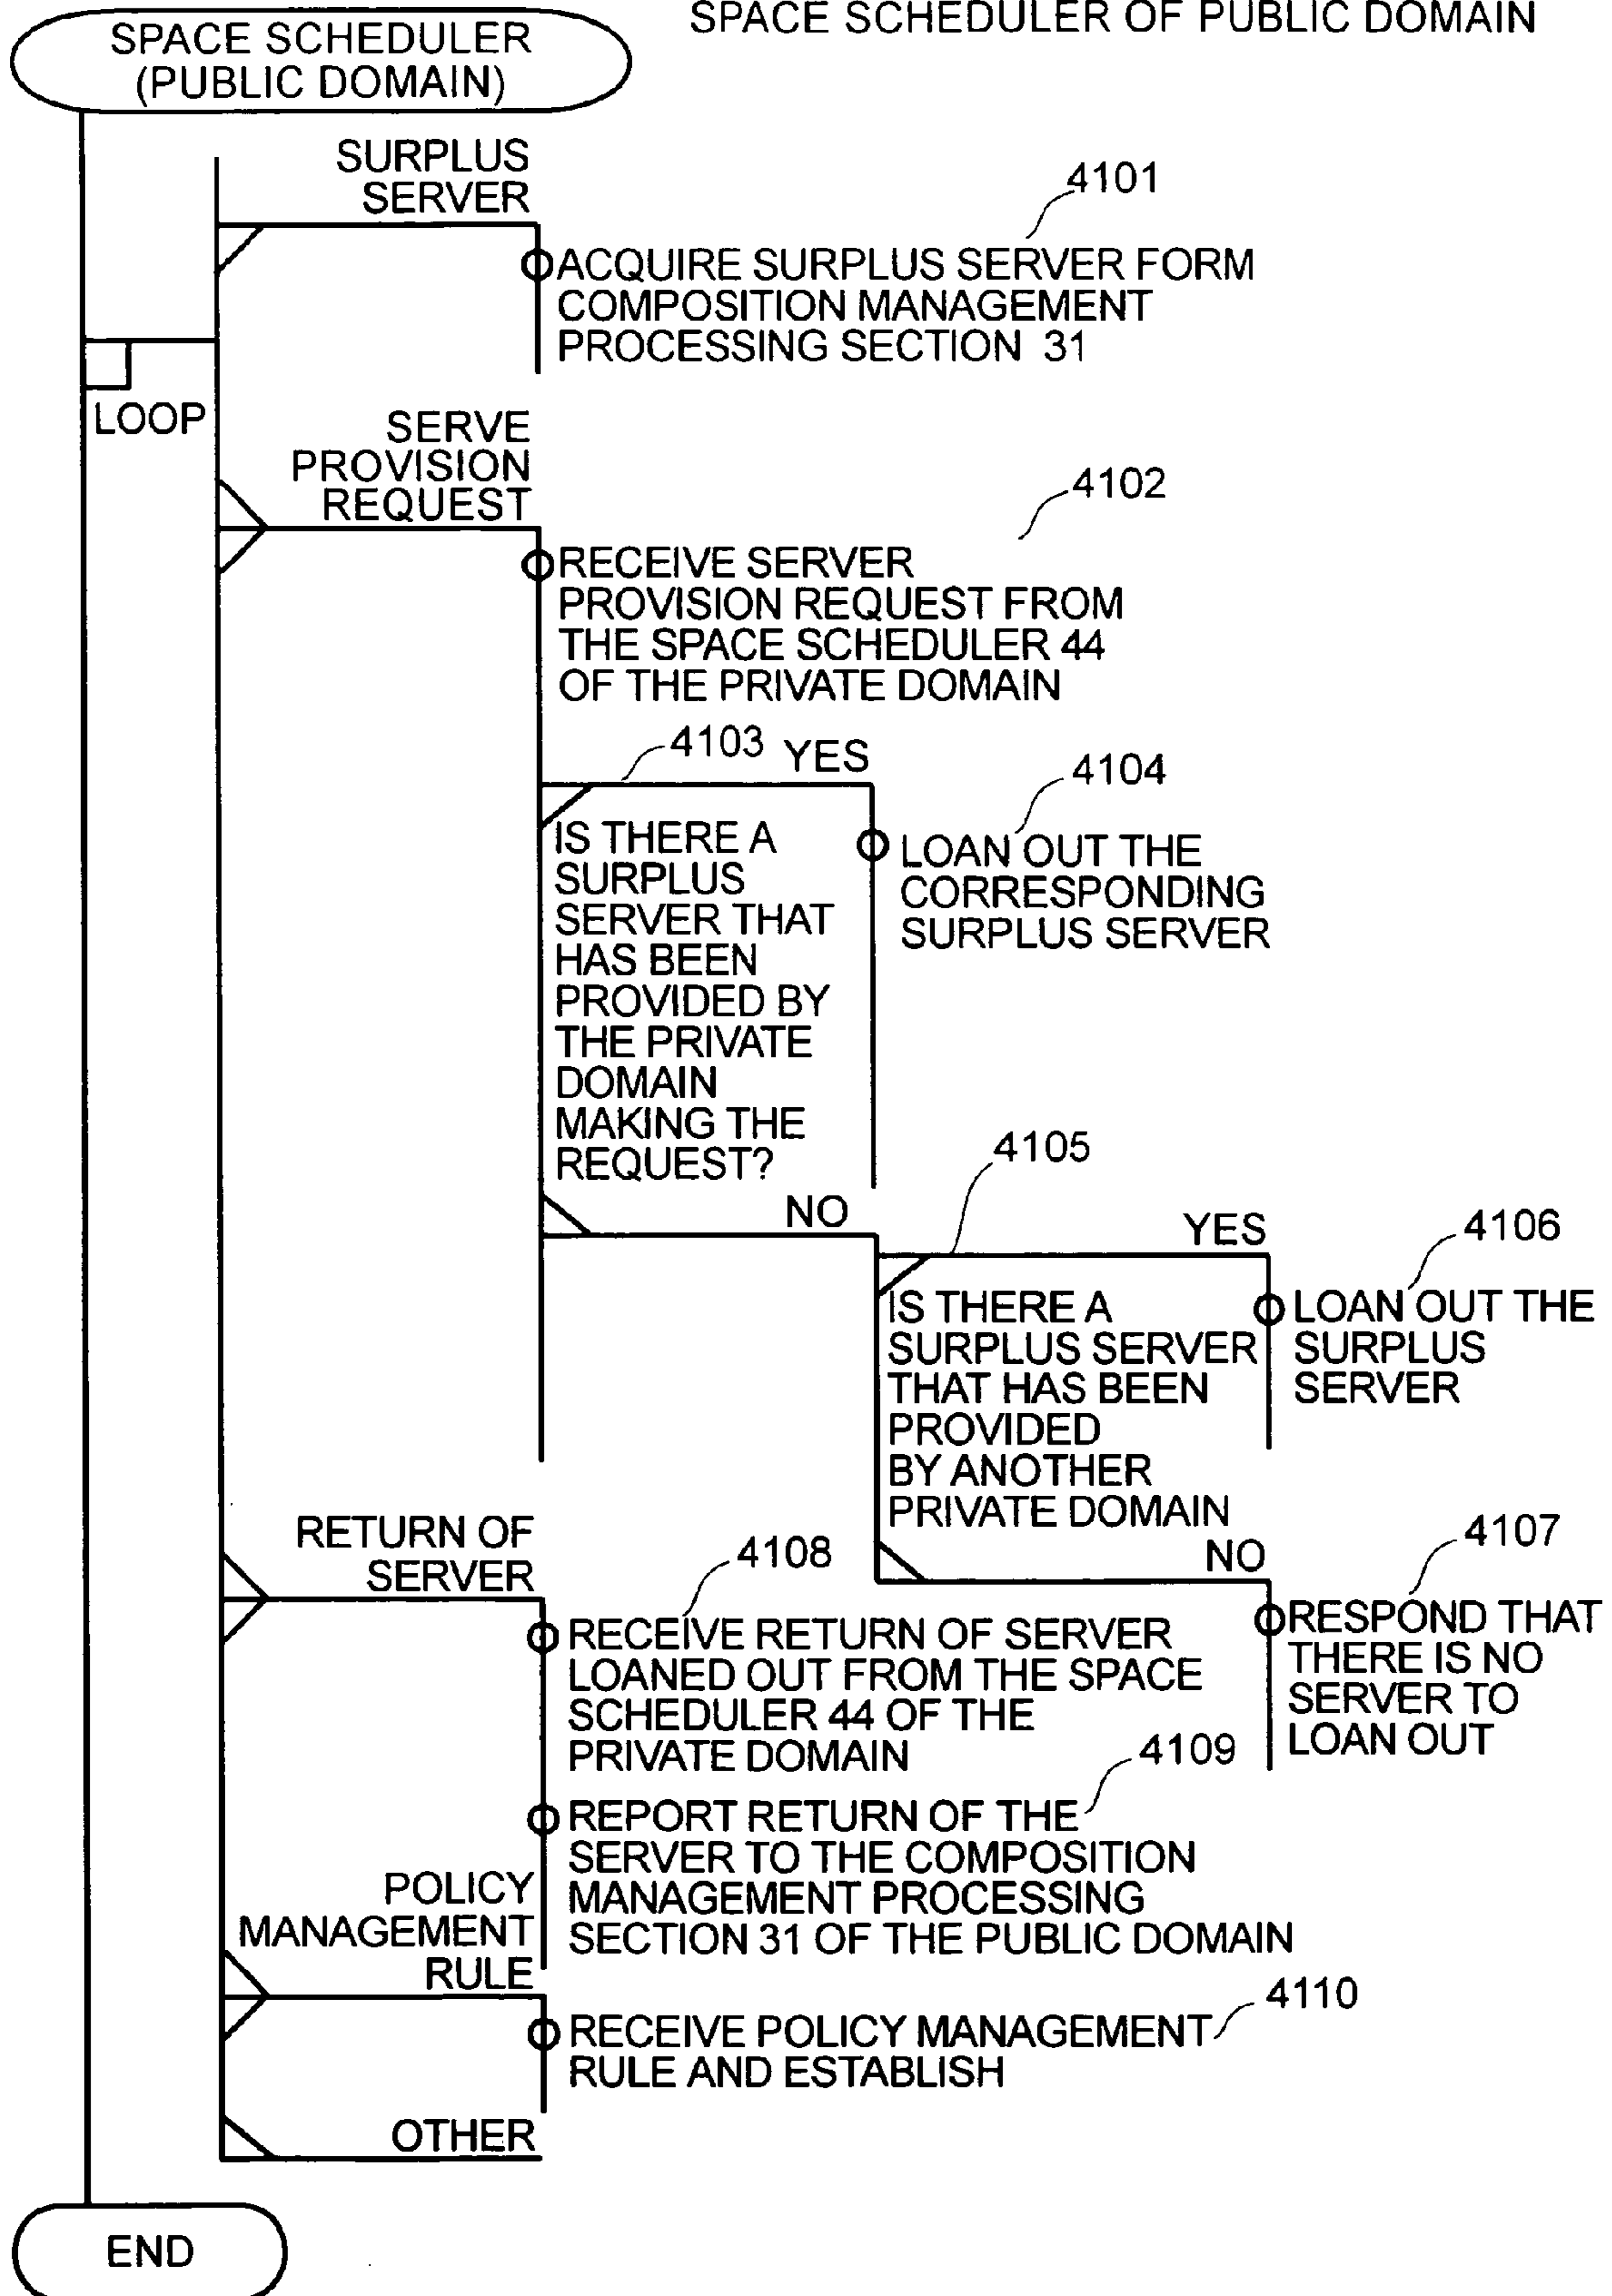 SPACE SCHEDULER OF PUBLIC DOMAIN
SPACE SCHEDULER
(PUBLIC DOMAIN)
SURPLUS
SERVER
4101
ACQUIRE SURPLUS SERVER FORM
COMPOSITION MANAGEMENT
PROCESSING SECTION 31
LOOP
SERVE
PROVISION
REQUEST
4102
RECEIVE SERVER
PROVISION REQUEST FROM
THE SPACE SCHEDULER 44
OF THE PRIVATE DOMAIN
4103
YES
IS THERE A
SURPLUS
SERVER THAT
HAS BEEN
PROVIDED BY
THE PRIVATE
DOMAIN
MAKING THE
REQUEST?
4104
LOAN OUT THE
CORRESPONDING
SURPLUS SERVER
NO
4105
YES
IS THERE A
SURPLUS SERVER
THAT HAS BEEN
PROVIDED
BY ANOTHER
PRIVATE DOMAIN
4106
LOAN OUT THE
SURPLUS
SERVER
NO
4107
RESPOND THAT
THERE IS NO
SERVER TO
LOAN OUT
RETURN OF
SERVER
4108
RECEIVE RETURN OF SERVER
LOANED OUT FROM THE SPACE
SCHEDULER 44 OF THE
PRIVATE DOMAIN
4109
REPORT RETURN OF THE
SERVER TO THE COMPOSITION
MANAGEMENT PROCESSING
SECTION 31 OF THE PUBLIC DOMAIN
POLICY
MANAGEMENT
RULE
4110
RECEIVE POLICY MANAGEMENT
RULE AND ESTABLISH
OTHER
END